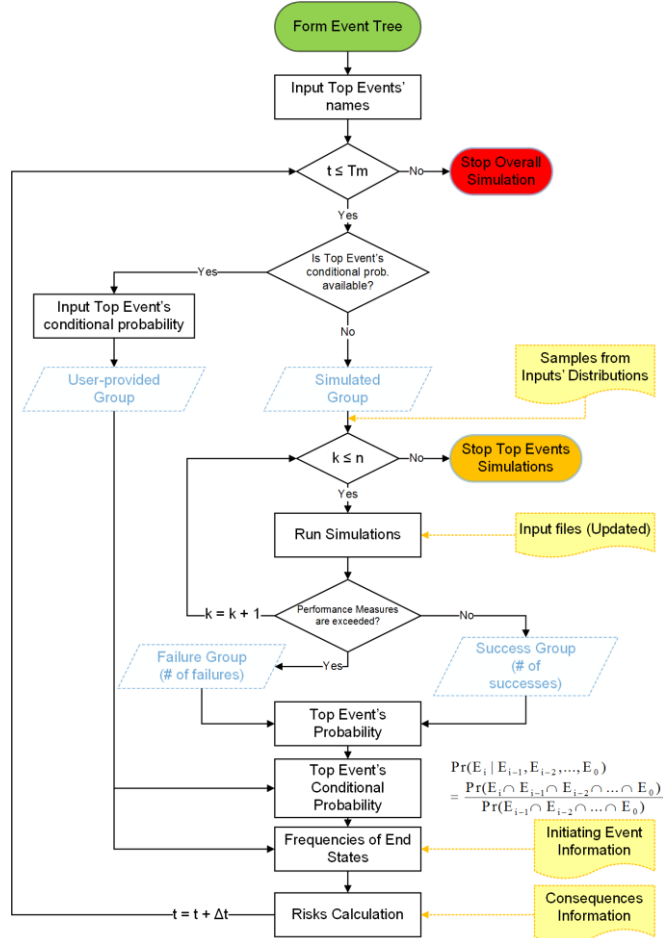 Form Event Tree
Input Top Events'
names
t ≤ Tm
No
Stop Overall
Simulation
Yes
Is Top Event's
conditional prob.
available?
Yes
Input Top Event's
conditional probability
No
User-provided
Group
Simulated
Group
Samples from
Inputs' Distributions
k ≤ n
No
Stop Top Events
Simulations
Yes
Run Simulations
Input files (Updated)
k = k + 1
Performance Measures
are exceeded?
No
Yes
Failure Group
(# of failures)
Success Group
(# of
successes)
Top Event's
Probability
Top Event's
Conditional
Probability
Pr(E_i | E_{i-1}, E_{i-2}, ..., E_0)
= Pr(E_i ∩ E_{i-1} ∩ E_{i-2} ∩ ... ∩ E_0)
Pr(E_{i-1} ∩ E_{i-2} ∩ ... ∩ E_0)
Frequencies of End
States
Initiating Event
Information
t = t + Δt
Risks Calculation
Consequences
Information